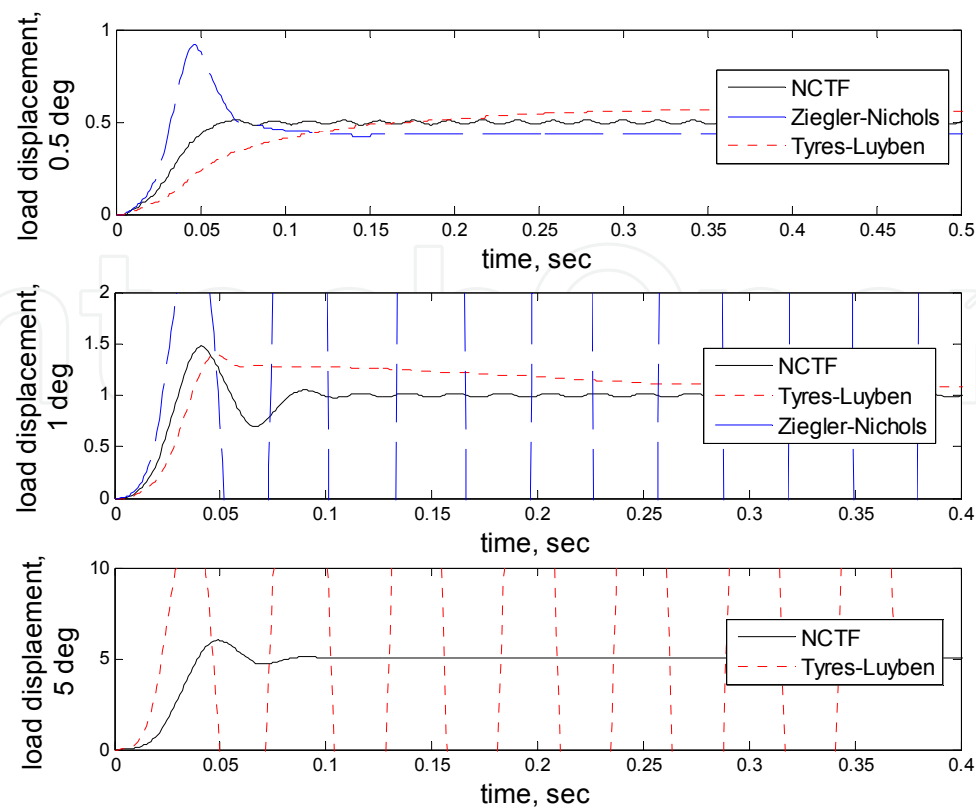 load displacement,
0.5 deg
1
0.5
0
NCTF
Ziegler-Nichols
Tyres-Luyben
0 0.05 0.1 0.15 0.2 0.25 0.3 0.35 0.4 0.45 0.5
time, sec
load displacement,
1 deg
2
1.5
1
0.5
0
NCTF
Tyres-Luyben
Ziegler-Nichols
0 0.05 0.1 0.15 0.2 0.25 0.3 0.35 0.4
time, sec
load displaement,
5 deg
10
5
0
NCTF
Tyres-Luyben
0 0.05 0.1 0.15 0.2 0.25 0.3 0.35 0.4
time, sec